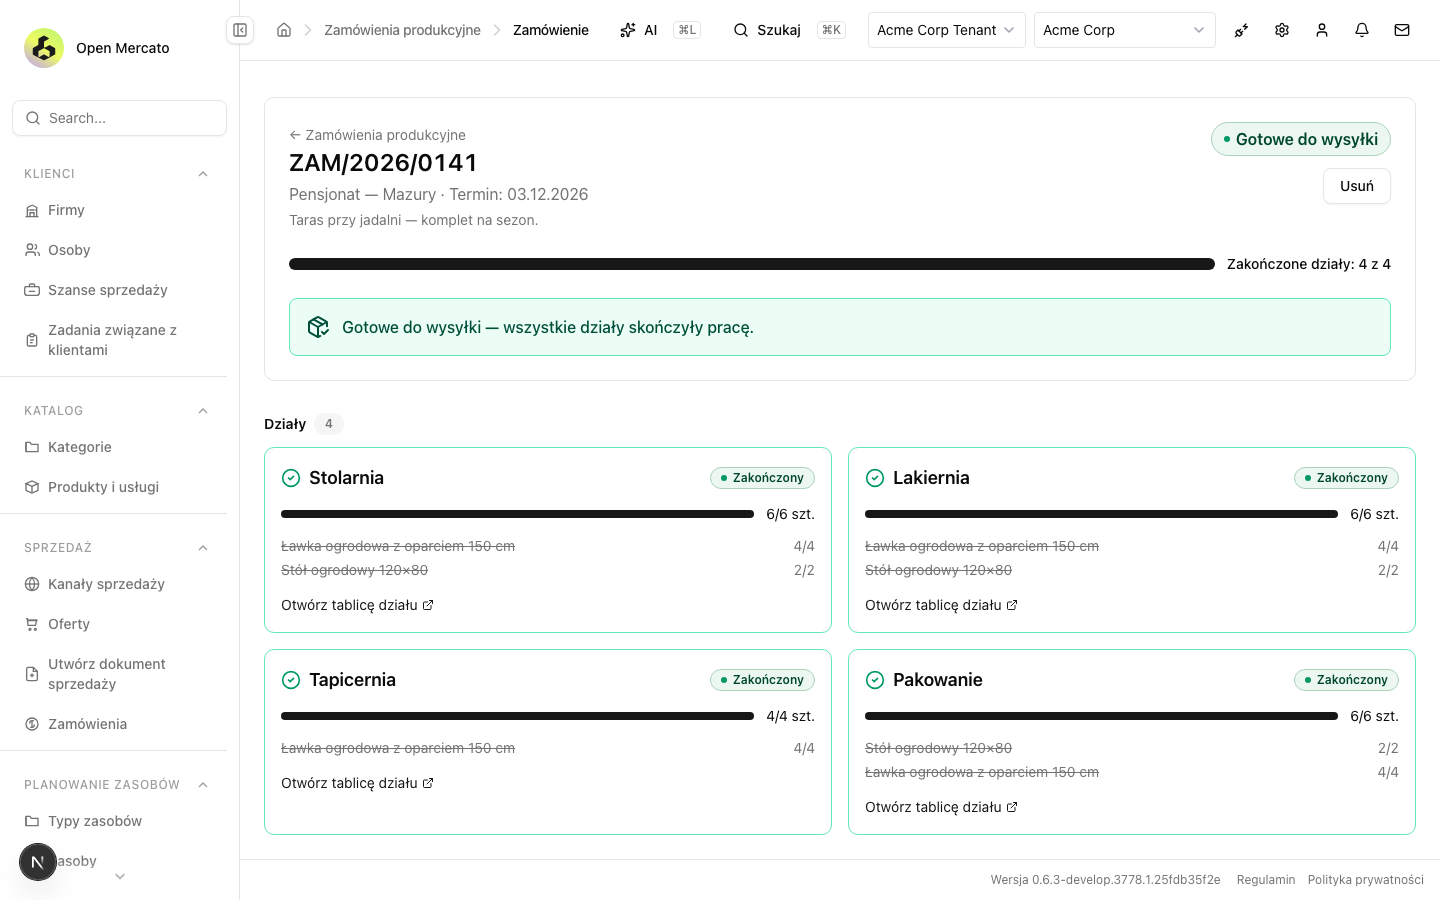 Open Mercato
Zamówienia produkcyjne
Zamówienie
AI
⌘L
Szukaj
⌘K
Acme Corp Tenant
Acme Corp
Search...
KLIENCI
Firmy
Osoby
Szanse sprzedaży
Zadania związane z
klientami
KATALOG
Kategorie
Produkty i usługi
SPRZEDAŻ
Kanały sprzedaży
Oferty
Utwórz dokument
sprzedaży
Zamówienia
PLANOWANIE ZASOBÓW
Typy zasobów
asoby
N
← Zamówienia produkcyjne
Gotowe do wysyłki
ZAM/2026/0141
Usuń
Pensjonat — Mazury · Termin: 03.12.2026
Taras przy jadalni — komplet na sezon.
Zakończone działy: 4 z 4
Gotowe do wysyłki — wszystkie działy skończyły pracę.
Działy 4
Stolarnia
Zakończony
6/6 szt.
Ławka ogrodowa z oparciem 150 cm 4/4
Stół ogrodowy 120×80 2/2
Otwórz tablicę działu
Lakiernia
Zakończony
6/6 szt.
Ławka ogrodowa z oparciem 150 cm 4/4
Stół ogrodowy 120×80 2/2
Otwórz tablicę działu
Tapicernia
Zakończony
4/4 szt.
Ławka ogrodowa z oparciem 150 cm 4/4
Otwórz tablicę działu
Pakowanie
Zakończony
6/6 szt.
Stół ogrodowy 120×80 2/2
Ławka ogrodowa z oparciem 150 cm 4/4
Otwórz tablicę działu
Wersja 0.6.3-develop.3778.1.25fdb35f2e
Regulamin
Polityka prywatności